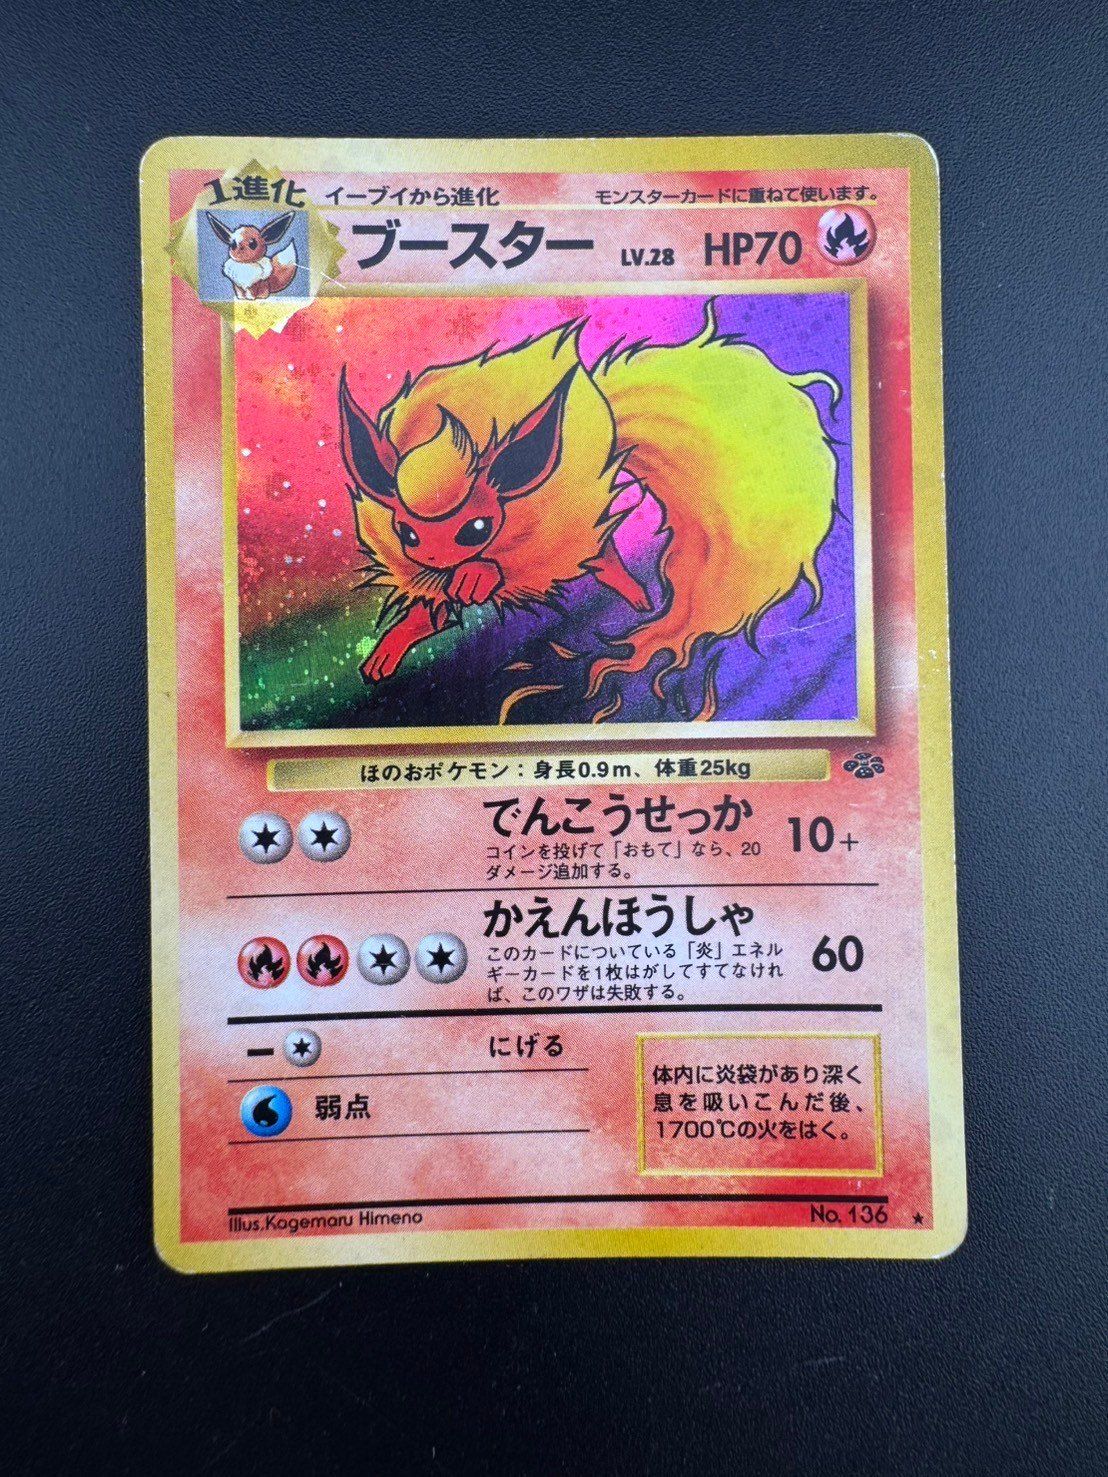 1進化 イーブイから進化 モンスターカードに重ねて使います。
ブースター LV.28 HP70
ほのおポケモン：身長0.9m、体重25kg
でんこうせっか 10+
コインを投げて「おもて」なら、20
ダメージ追加する。
かえんほうしゃ 60
このカードについている「炎」エネル
ギーカードを1枚はがしてすてなけれ
ば、このワザは失敗する。
− にげる
弱点
体内に炎袋があり深く
息を吸いこんだ後、
1700℃の火をはく。
Illus.Kagemaru Himeno No. 136 ★